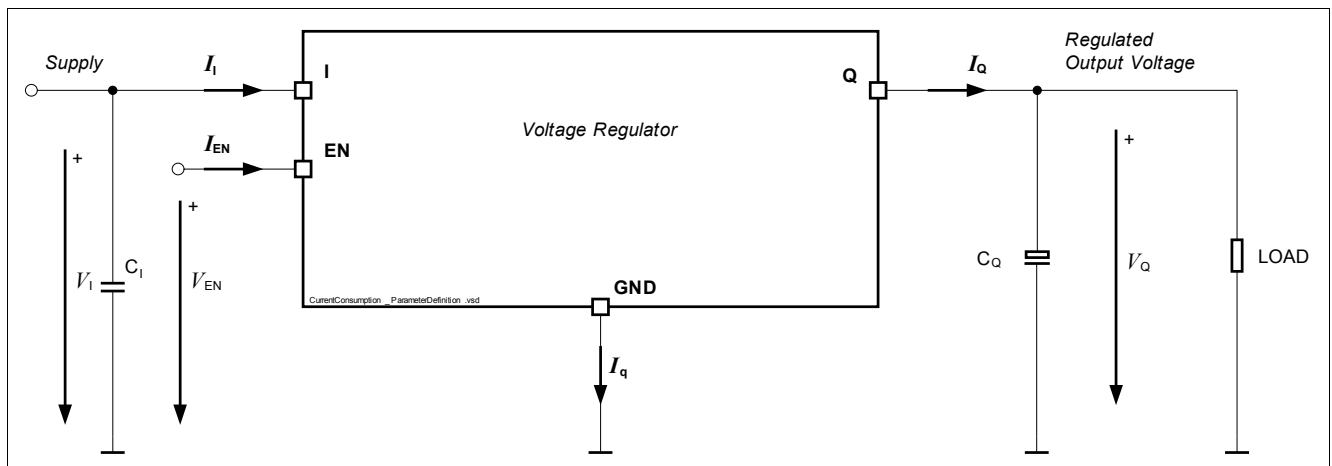 Supply
I_I
I
I_EN
EN
Voltage Regulator
Q
I_Q
Regulated
Output Voltage
+
+
+
V_I
C_I
V_EN
CurrentConsumption _ParameterDefinition .vsd
GND
I_q
C_Q
V_Q
LOAD